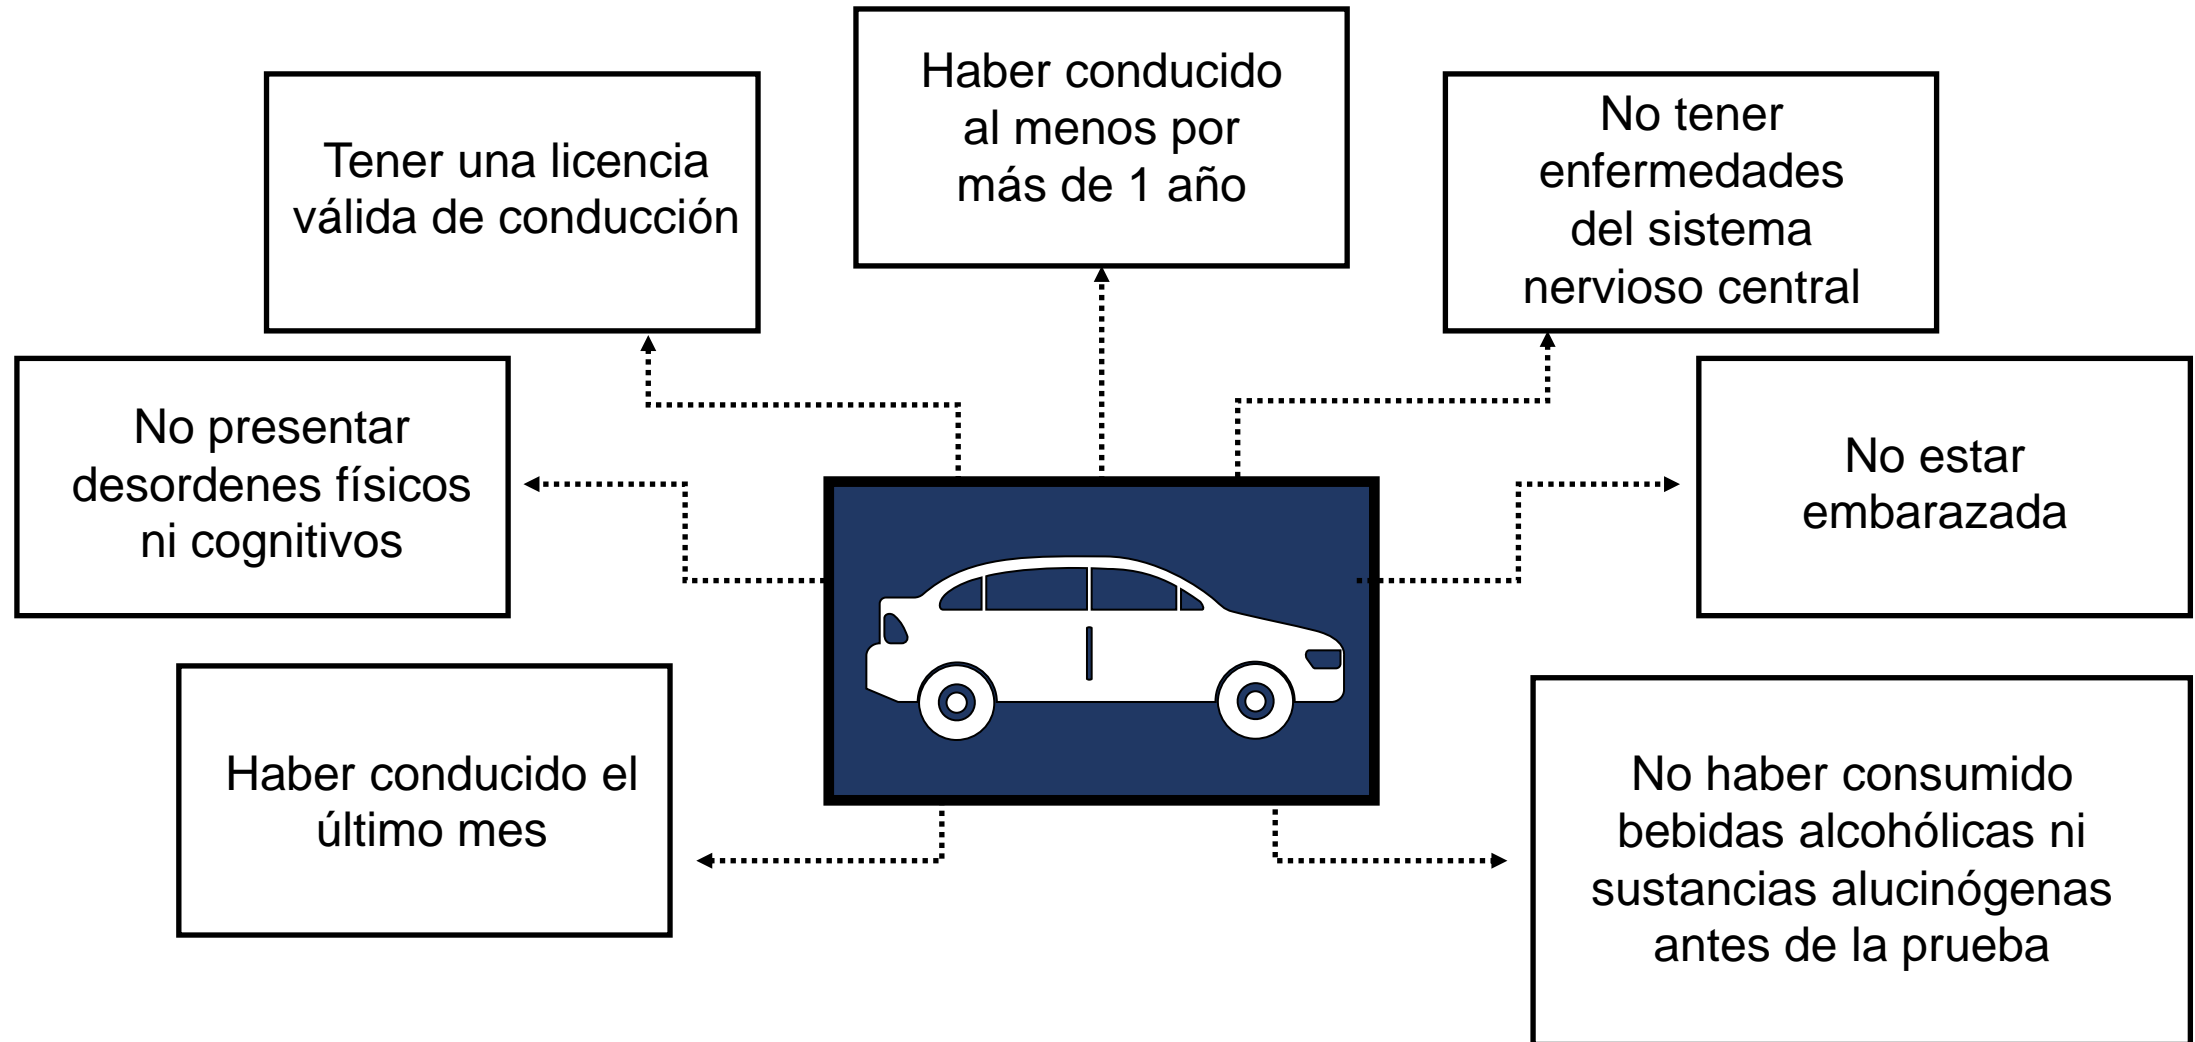 Haber conducido
al menos por
más de 1 año
Tener una licencia
válida de conducción
No tener
enfermedades
del sistema
nervioso central
No presentar
desordenes físicos
ni cognitivos
No estar
embarazada
Haber conducido el
último mes
No haber consumido
bebidas alcohólicas ni
sustancias alucinógenas
antes de la prueba